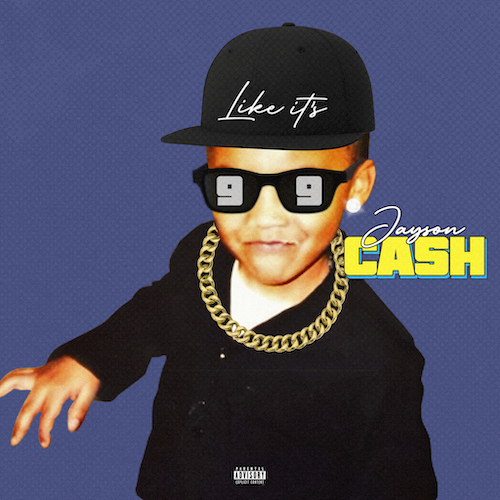 Like it's
9 9
Jayson
CASH
PARENTAL
ADVISORY
EXPLICIT CONTENT